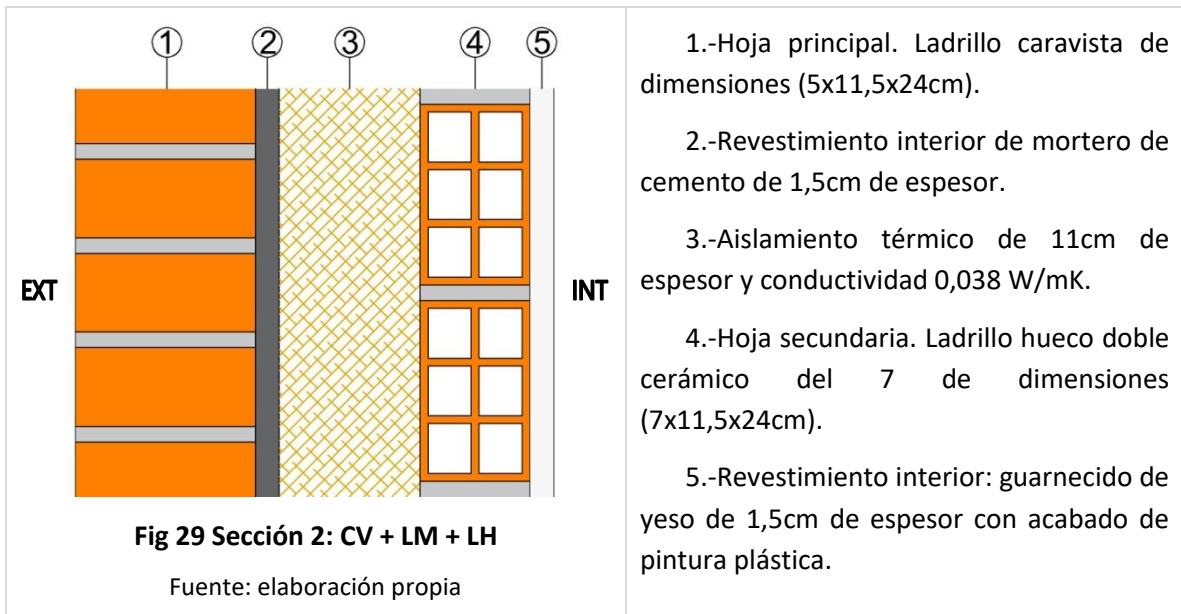 ① ② ③ ④ ⑤
EXT
INT
Fig 29 Sección 2: CV + LM + LH
Fuente: elaboración propia
1.-Hoja principal. Ladrillo caravista de
dimensiones (5x11,5x24cm).
2.-Revestimiento interior de mortero de
cemento de 1,5cm de espesor.
3.-Aislamiento térmico de 11cm de
espesor y conductividad 0,038 W/mK.
4.-Hoja secundaria. Ladrillo hueco doble
cerámico del 7 de dimensiones
(7x11,5x24cm).
5.-Revestimiento interior: guarnecido de
yeso de 1,5cm de espesor con acabado de
pintura plástica.